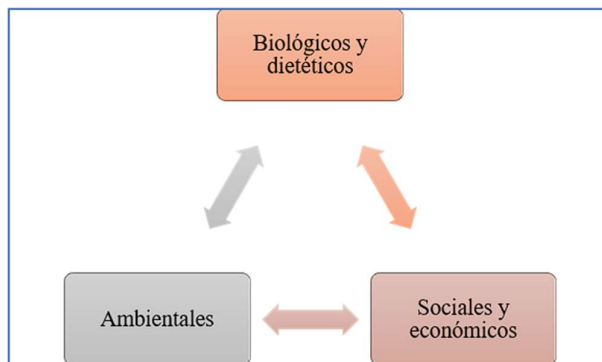 Biológicos y
dietéticos
Ambientales
Sociales y
económicos